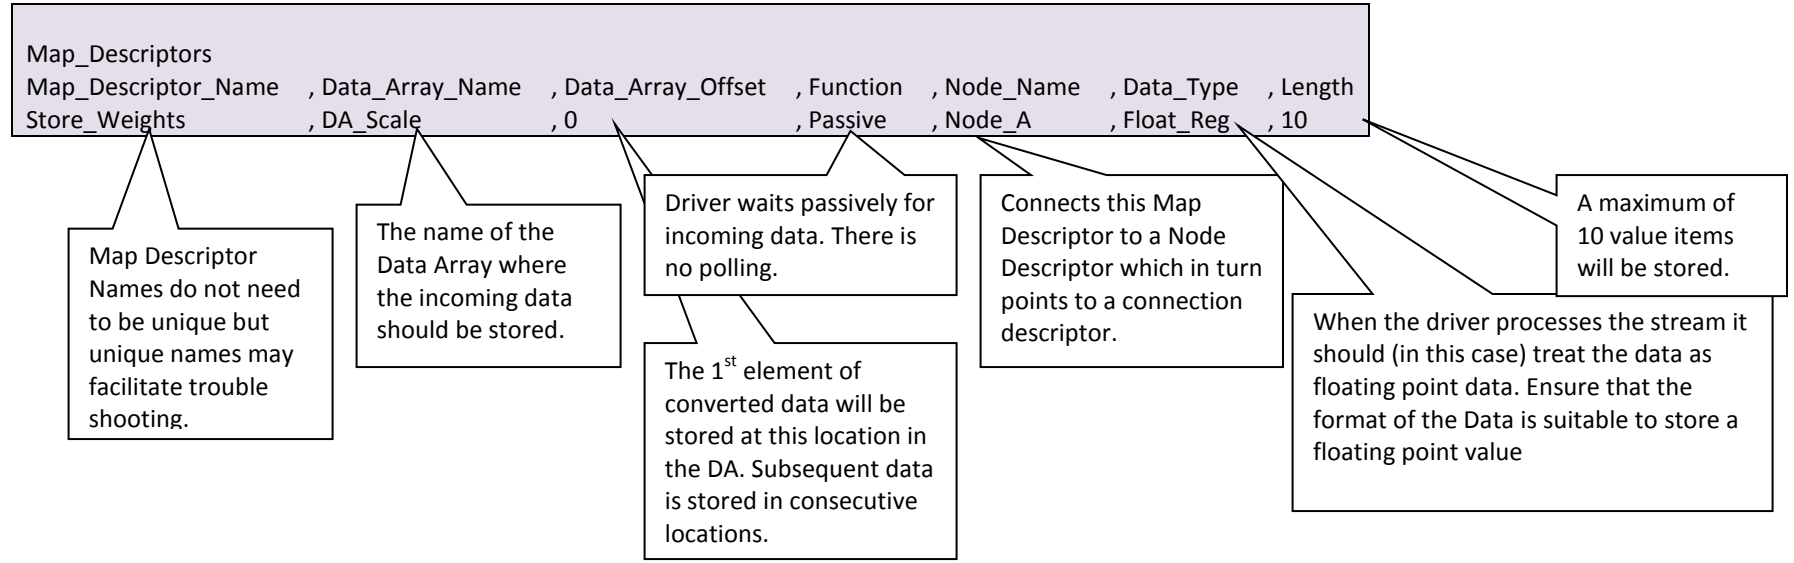 Map_Descriptors
Map_Descriptor_Name , Data_Array_Name , Data_Array_Offset , Function , Node_Name , Data_Type , Length
Store_Weights , DA_Scale , 0 , Passive , Node_A , Float_Reg , 10
Map Descriptor
Names do not need
to be unique but
unique names may
facilitate trouble
shooting.
The name of the
Data Array where
the incoming data
should be stored.
Driver waits passively for
incoming data. There is
no polling.
The 1st element of
converted data will be
stored at this location in
the DA. Subsequent data
is stored in consecutive
locations.
Connects this Map
Descriptor to a Node
Descriptor which in turn
points to a connection
descriptor.
When the driver processes the stream it
should (in this case) treat the data as
floating point data. Ensure that the
format of the Data is suitable to store a
floating point value
A maximum of
10 value items
will be stored.